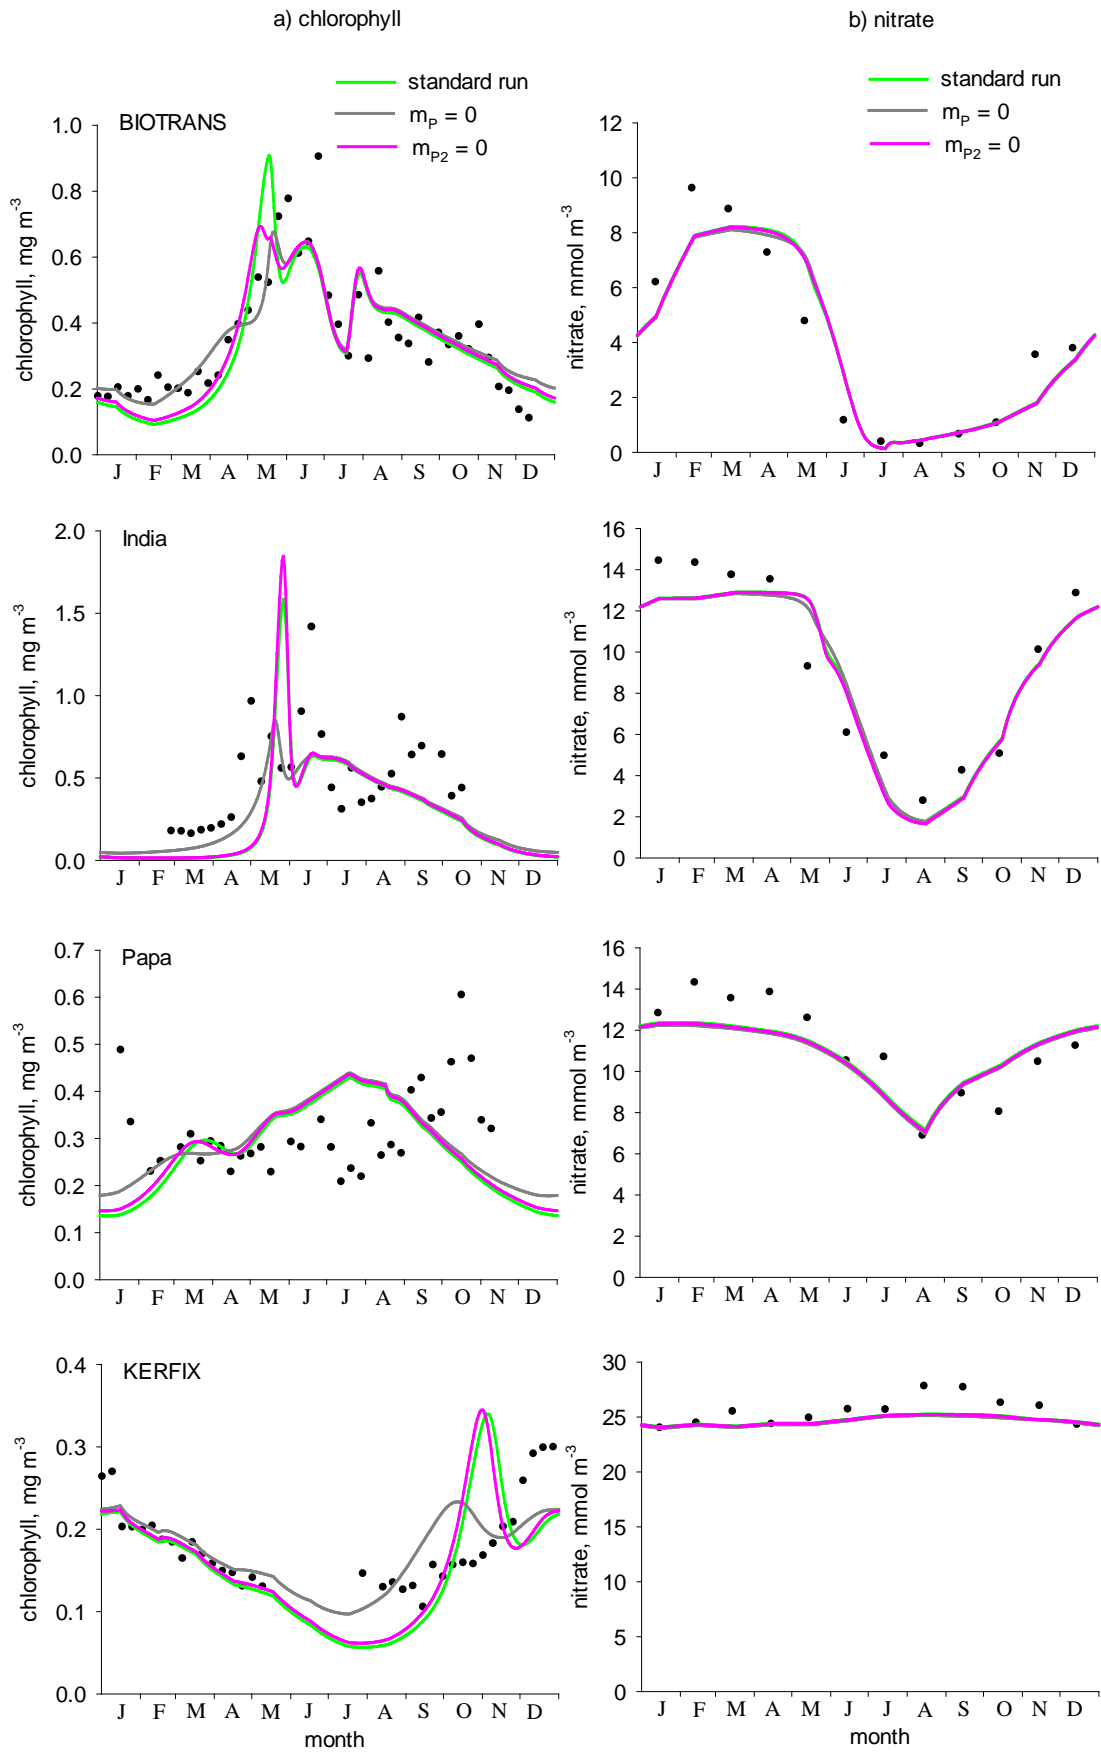 a) chlorophyll
b) nitrate
standard run
m_P = 0
m_P2 = 0
standard run
m_P = 0
m_P2 = 0
BIOTRANS
chlorophyll, mg m^-3
1.0
0.8
0.6
0.4
0.2
0.0
J F M A M J J A S O N D
nitrate, mmol m^-3
12
10
8
6
4
2
0
J F M A M J J A S O N D
India
chlorophyll, mg m^-3
2.0
1.5
1.0
0.5
0.0
J F M A M J J A S O N D
nitrate, mmol m^-3
16
14
12
10
8
6
4
2
0
J F M A M J J A S O N D
Papa
chlorophyll, mg m^-3
0.7
0.6
0.5
0.4
0.3
0.2
0.1
0.0
J F M A M J J A S O N D
nitrate, mmol m^-3
16
14
12
10
8
6
4
2
0
J F M A M J J A S O N D
KERFIX
chlorophyll, mg m^-3
0.4
0.3
0.2
0.1
0.0
J F M A M J J A S O N D
month
nitrate, mmol m^-3
30
25
20
15
10
5
0
J F M A M J J A S O N D
month